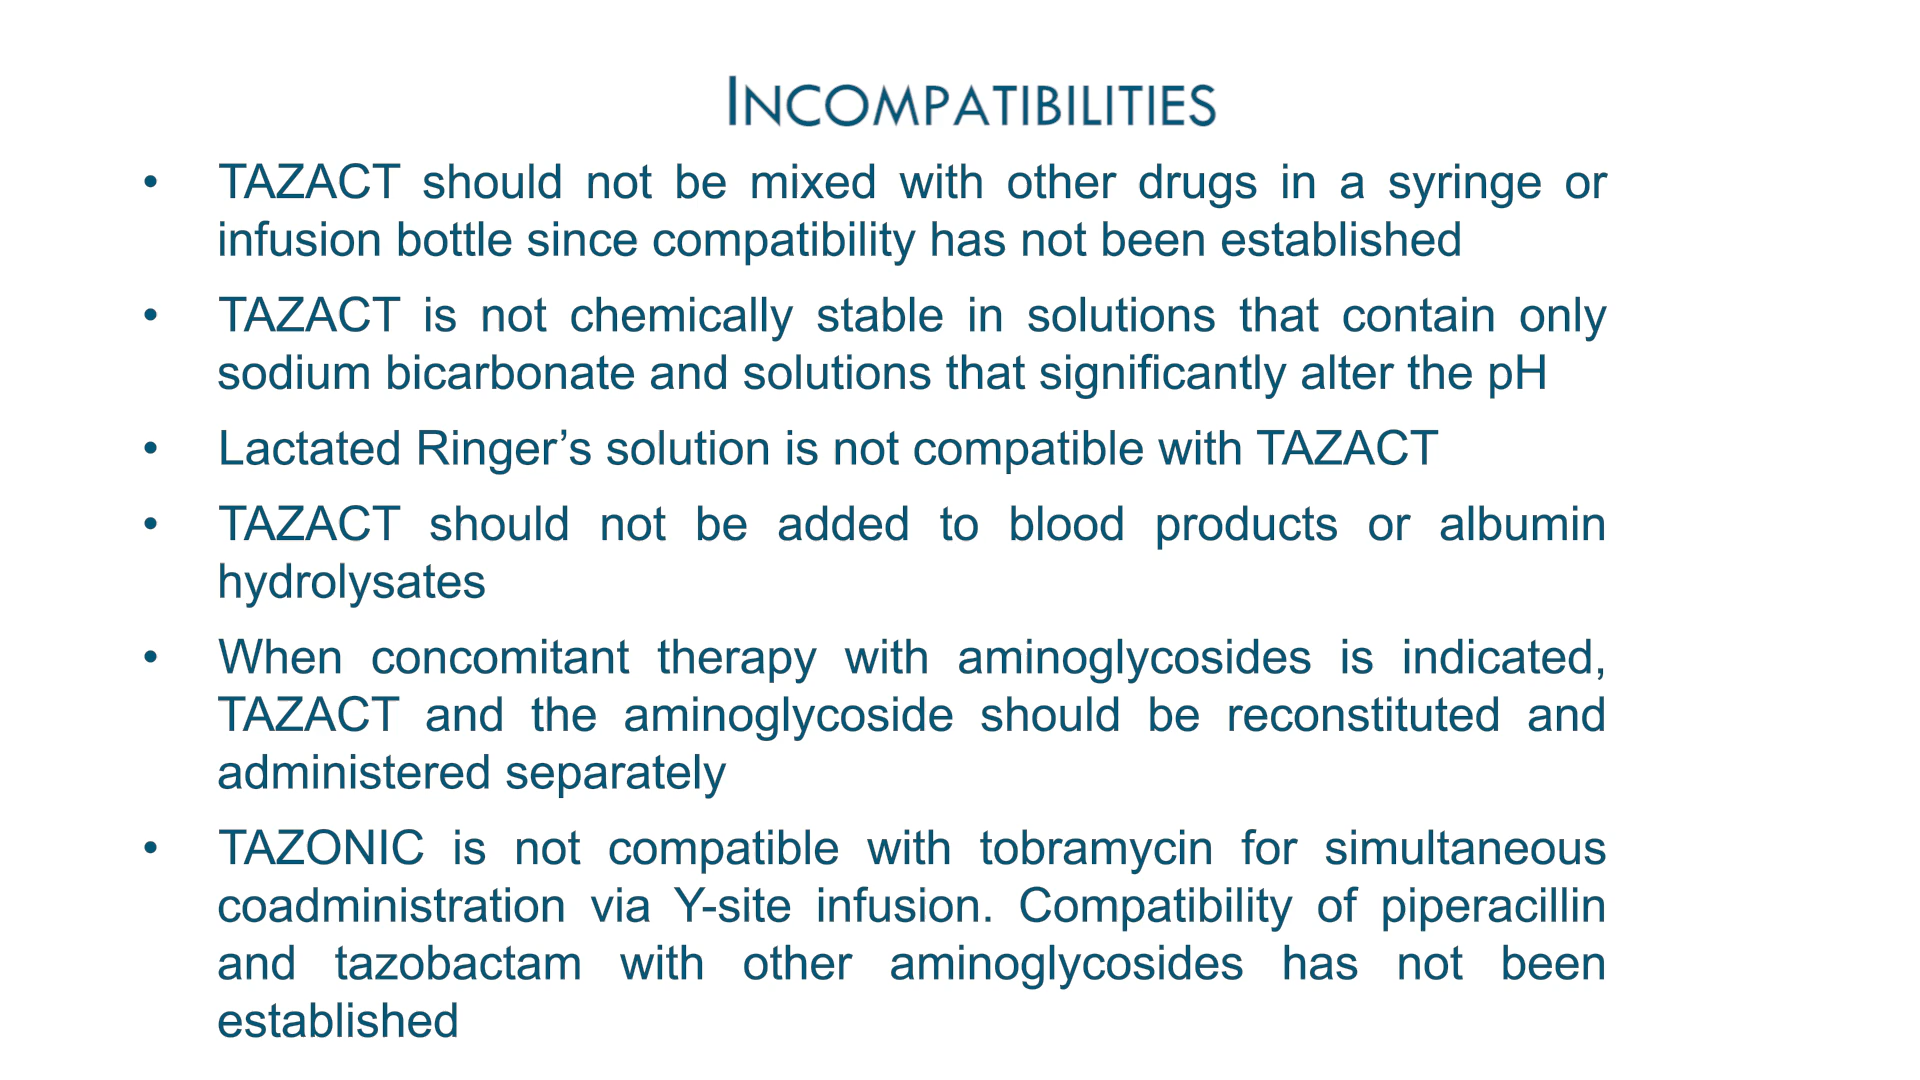 INCOMPATIBILITIES
• TAZACT should not be mixed with other drugs in a syringe or
infusion bottle since compatibility has not been established
• TAZACT is not chemically stable in solutions that contain only
sodium bicarbonate and solutions that significantly alter the pH
• Lactated Ringer’s solution is not compatible with TAZACT
• TAZACT should not be added to blood products or albumin
hydrolysates
• When concomitant therapy with aminoglycosides is indicated,
TAZACT and the aminoglycoside should be reconstituted and
administered separately
• TAZONIC is not compatible with tobramycin for simultaneous
coadministration via Y-site infusion. Compatibility of piperacillin
and tazobactam with other aminoglycosides has not been
established